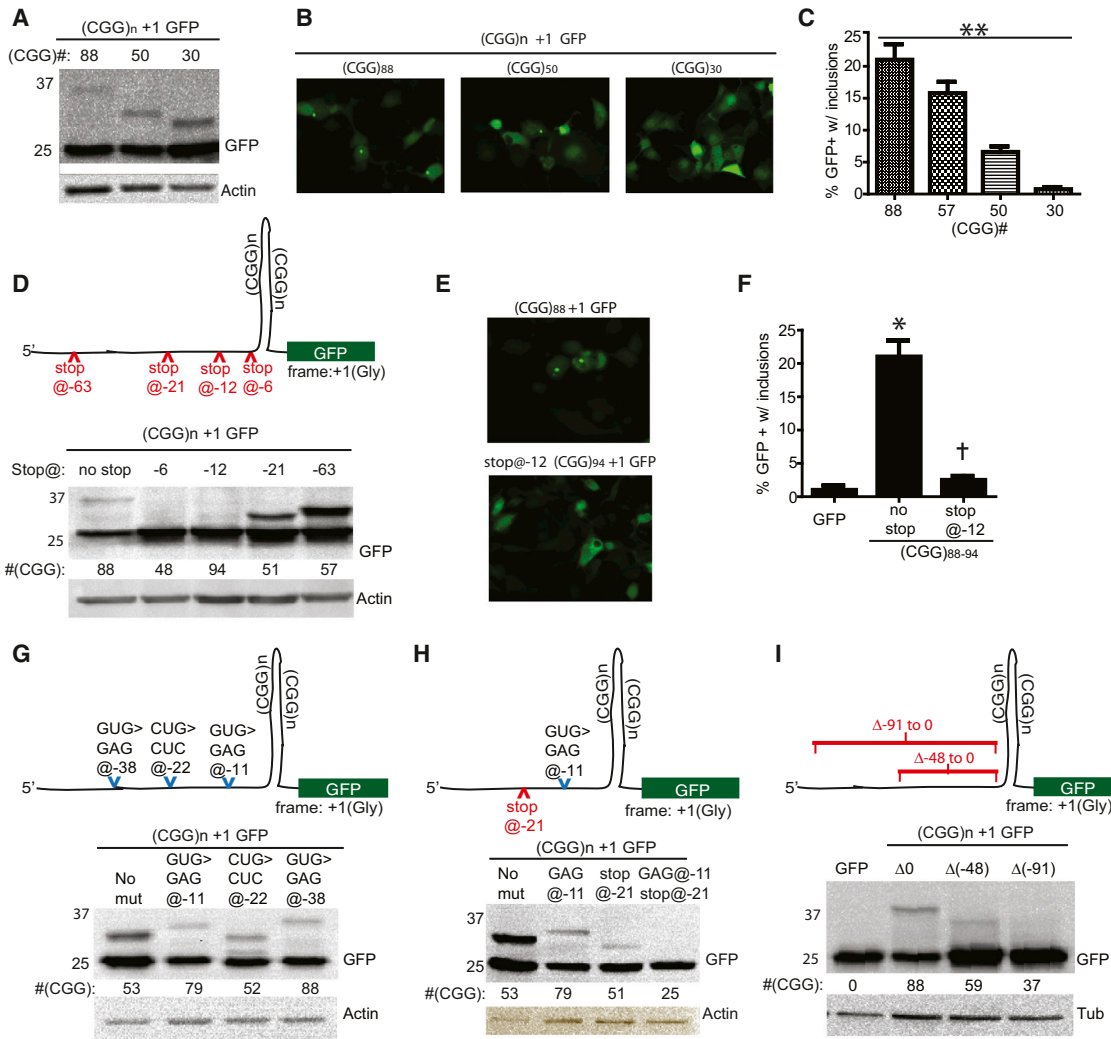 A
(CGG)n +1 GFP
(CGG)#: 88 50 30
37
25
GFP
Actin
B
(CGG)n +1 GFP
(CGG)88 (CGG)50 (CGG)30
C
**
% GFP+ w/ inclusions
25
20
15
10
5
0
88 57 50 30
(CGG)#
D
(CGG)n
(CGG)n
5'
GFP
stop @-63
stop @-21
stop @-12
stop @-6
frame:+1(Gly)
(CGG)n +1 GFP
Stop@: no stop -6 -12 -21 -63
37
25
GFP
#(CGG): 88 48 94 51 57
Actin
E
(CGG)88 +1 GFP
stop@-12 (CGG)94 +1 GFP
F
% GFP + w/ inclusions
25
20
15
10
5
0
*
†
GFP
no stop
stop @-12
(CGG)88-94
G
(CGG)n
(CGG)n
GUG> GAG @-38
CUG> CUC @-22
GUG> GAG @-11
5'
GFP
frame: +1(Gly)
(CGG)n +1 GFP
No mut
GUG> GAG @-11
CUG> CUC @-22
GUG> GAG @-38
37
25
GFP
#(CGG): 53 79 52 88
Actin
H
(CGG)n
(CGG)n
GUG> GAG @-11
5'
GFP
stop @-21
frame: +1(Gly)
(CGG)n +1 GFP
No mut
GAG @-11
stop @-21
GAG@-11 stop@-21
37
25
GFP
#(CGG): 53 79 51 25
Actin
I
(CGG)n
(CGG)n
Δ-91 to 0
Δ-48 to 0
5'
GFP
frame: +1(Gly)
(CGG)n +1 GFP
GFP Δ0 Δ(-48) Δ(-91)
37
25
GFP
#(CGG): 0 88 59 37
Tub